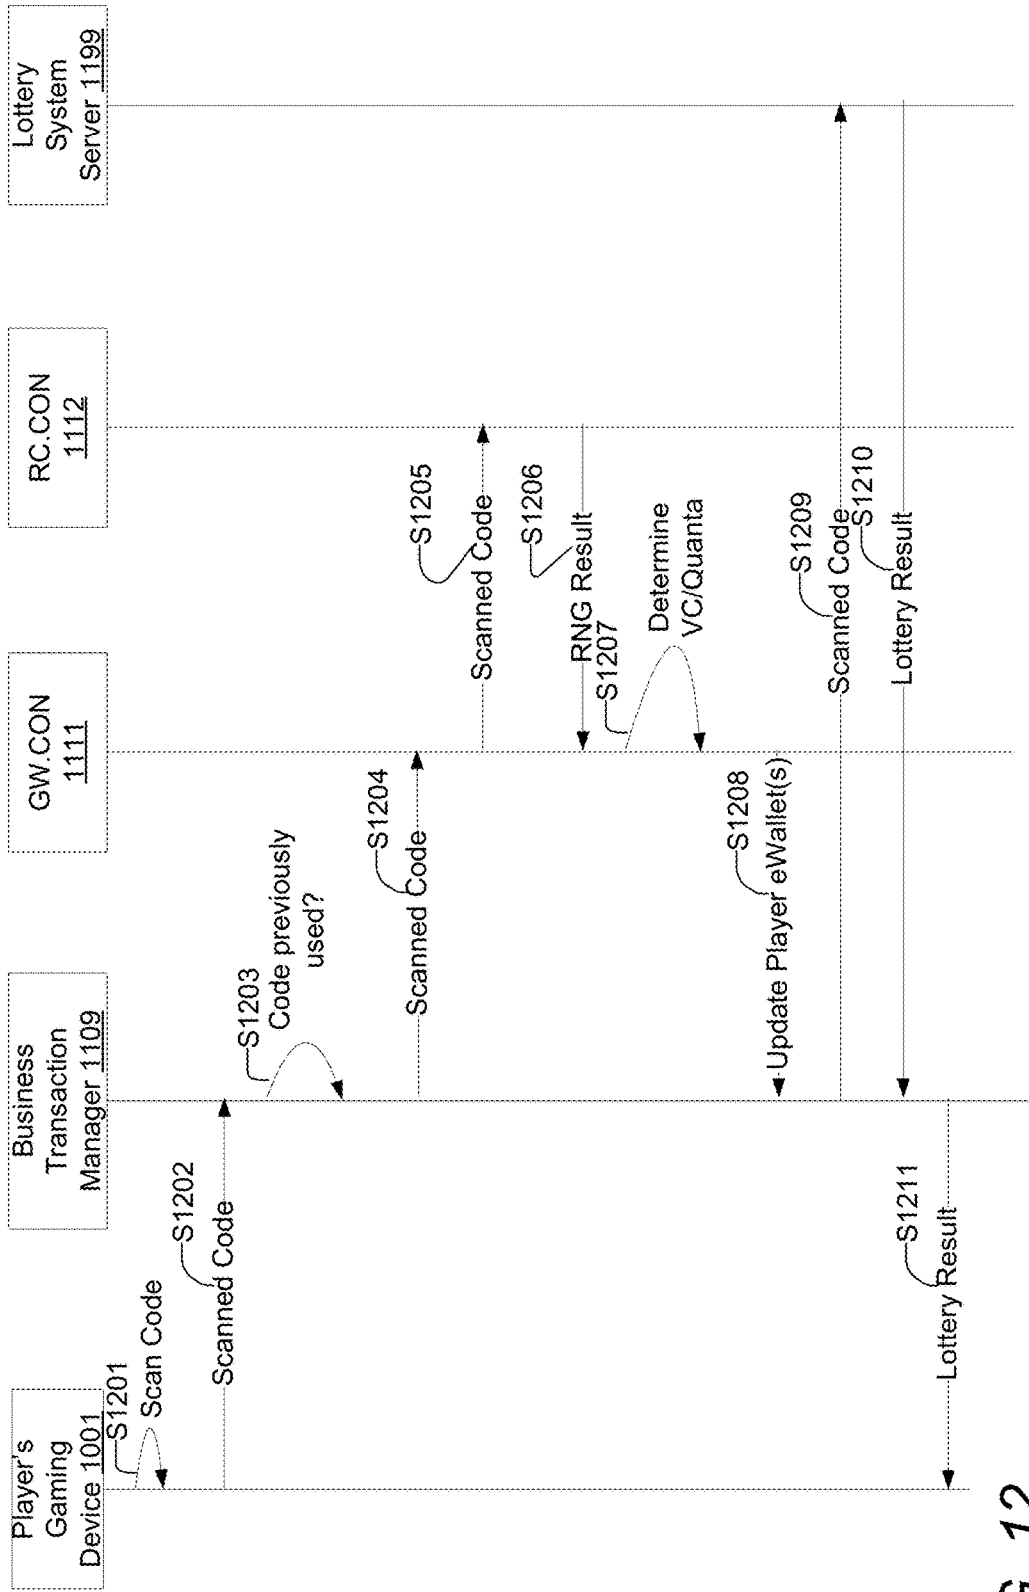 Player's
Gaming
Device 1001
Business
Transaction
Manager 1109
GW.CON
1111
RC.CON
1112
Lottery
System
Server 1199
S1201
Scan Code
S1202
Scanned Code
S1203
Code previously
used?
S1204
Scanned Code
S1205
Scanned Code
S1206
RNG Result
S1207
Determine
VC/Quanta
S1208
Update Player eWallet(s)
S1209
Scanned Code
S1210
Lottery Result
S1211
Lottery Result
12